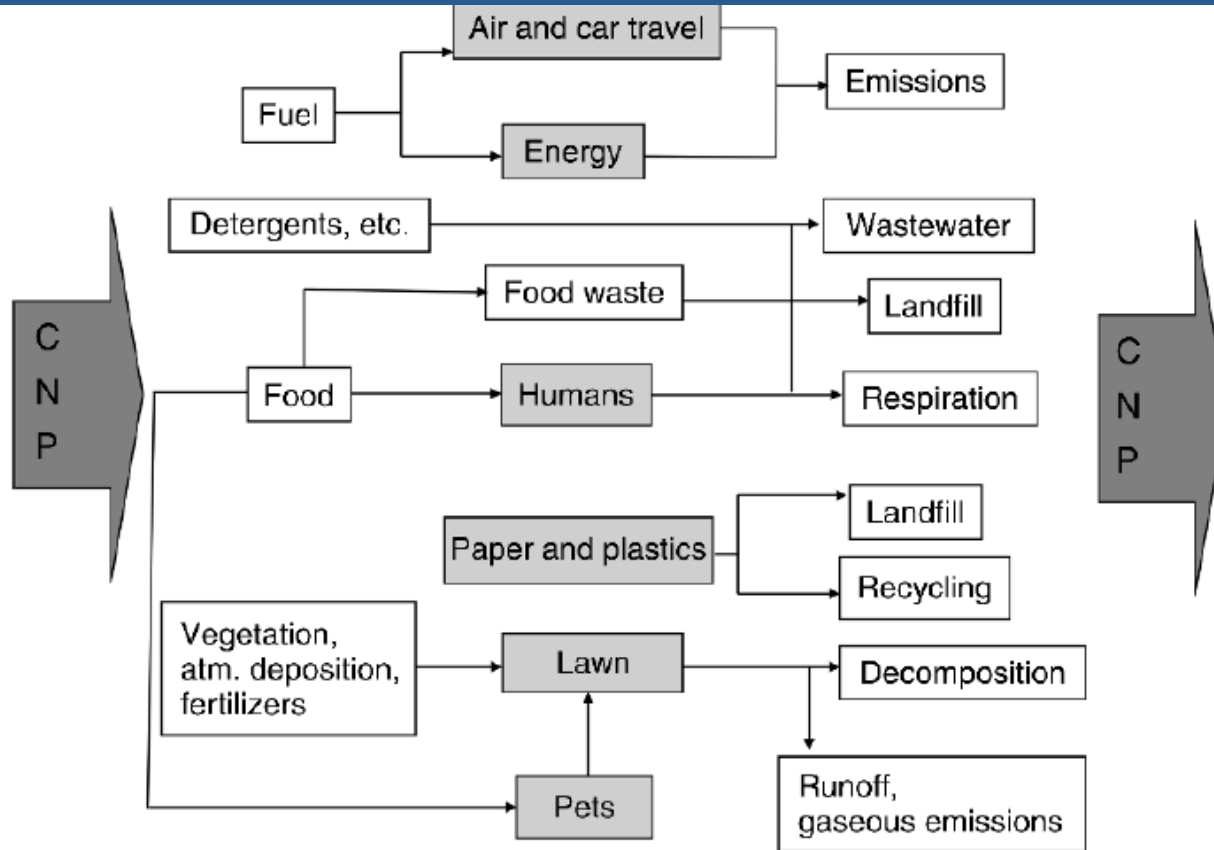 Air and car travel
Fuel
Emissions
Energy
Detergents, etc.
Wastewater
Food waste
Landfill
C
N
P
Food
Humans
Respiration
C
N
P
Landfill
Paper and plastics
Recycling
Vegetation,
atm. deposition,
fertilizers
Lawn
Decomposition
Pets
Runoff,
gaseous emissions